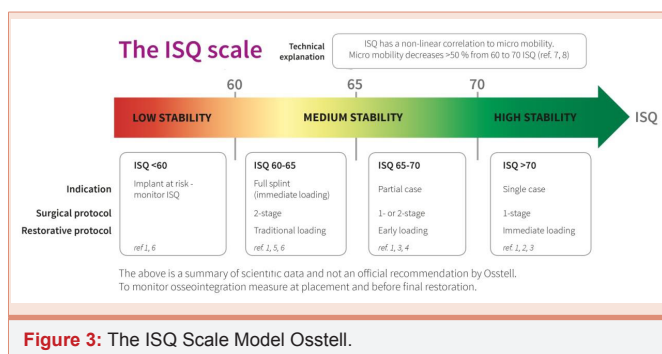 The ISQ scale
Technical
explanation
ISQ has a non-linear correlation to micro mobility.
Micro mobility decreases >50 % from 60 to 70 ISQ (ref. 7, 8)
60
65
70
LOW STABILITY
MEDIUM STABILITY
HIGH STABILITY
ISQ
ISQ <60
ISQ 60-65
ISQ 65-70
ISQ >70
Indication
Implant at risk -
monitor ISQ
Full splint
(immediate loading)
Partial case
Single case
Surgical protocol
2-stage
1- or 2-stage
1-stage
Restorative protocol
Traditional loading
Early loading
Immediate loading
ref 1, 6
ref. 1, 5, 6
ref. 1, 3, 4
ref. 1, 2, 3
The above is a summary of scientific data and not an official recommendation by Osstell.
To monitor osseointegration measure at placement and before final restoration.
Figure 3: The ISQ Scale Model Osstell.